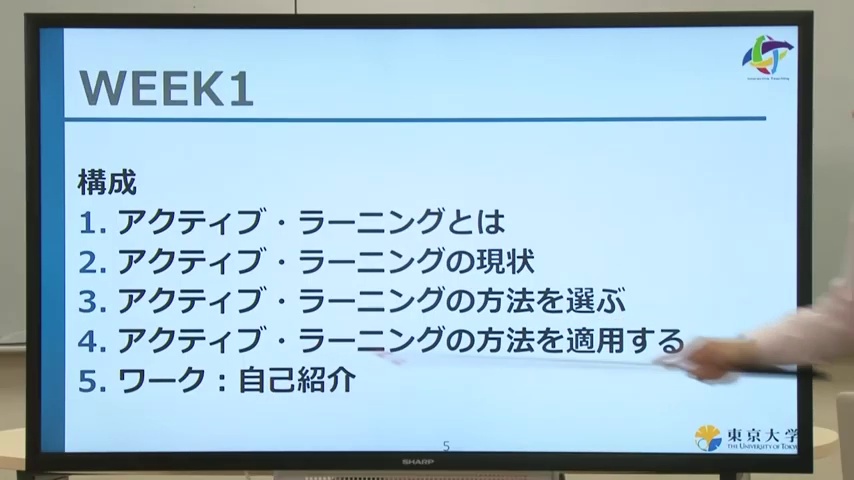 WEEK1
Interactive Teaching
構成
1. アクティブ・ラーニングとは
2. アクティブ・ラーニングの現状
3. アクティブ・ラーニングの方法を選ぶ
4. アクティブ・ラーニングの方法を適用する
5. ワーク：自己紹介
5
東京大学
THE UNIVERSITY OF TOKYO
SHARP